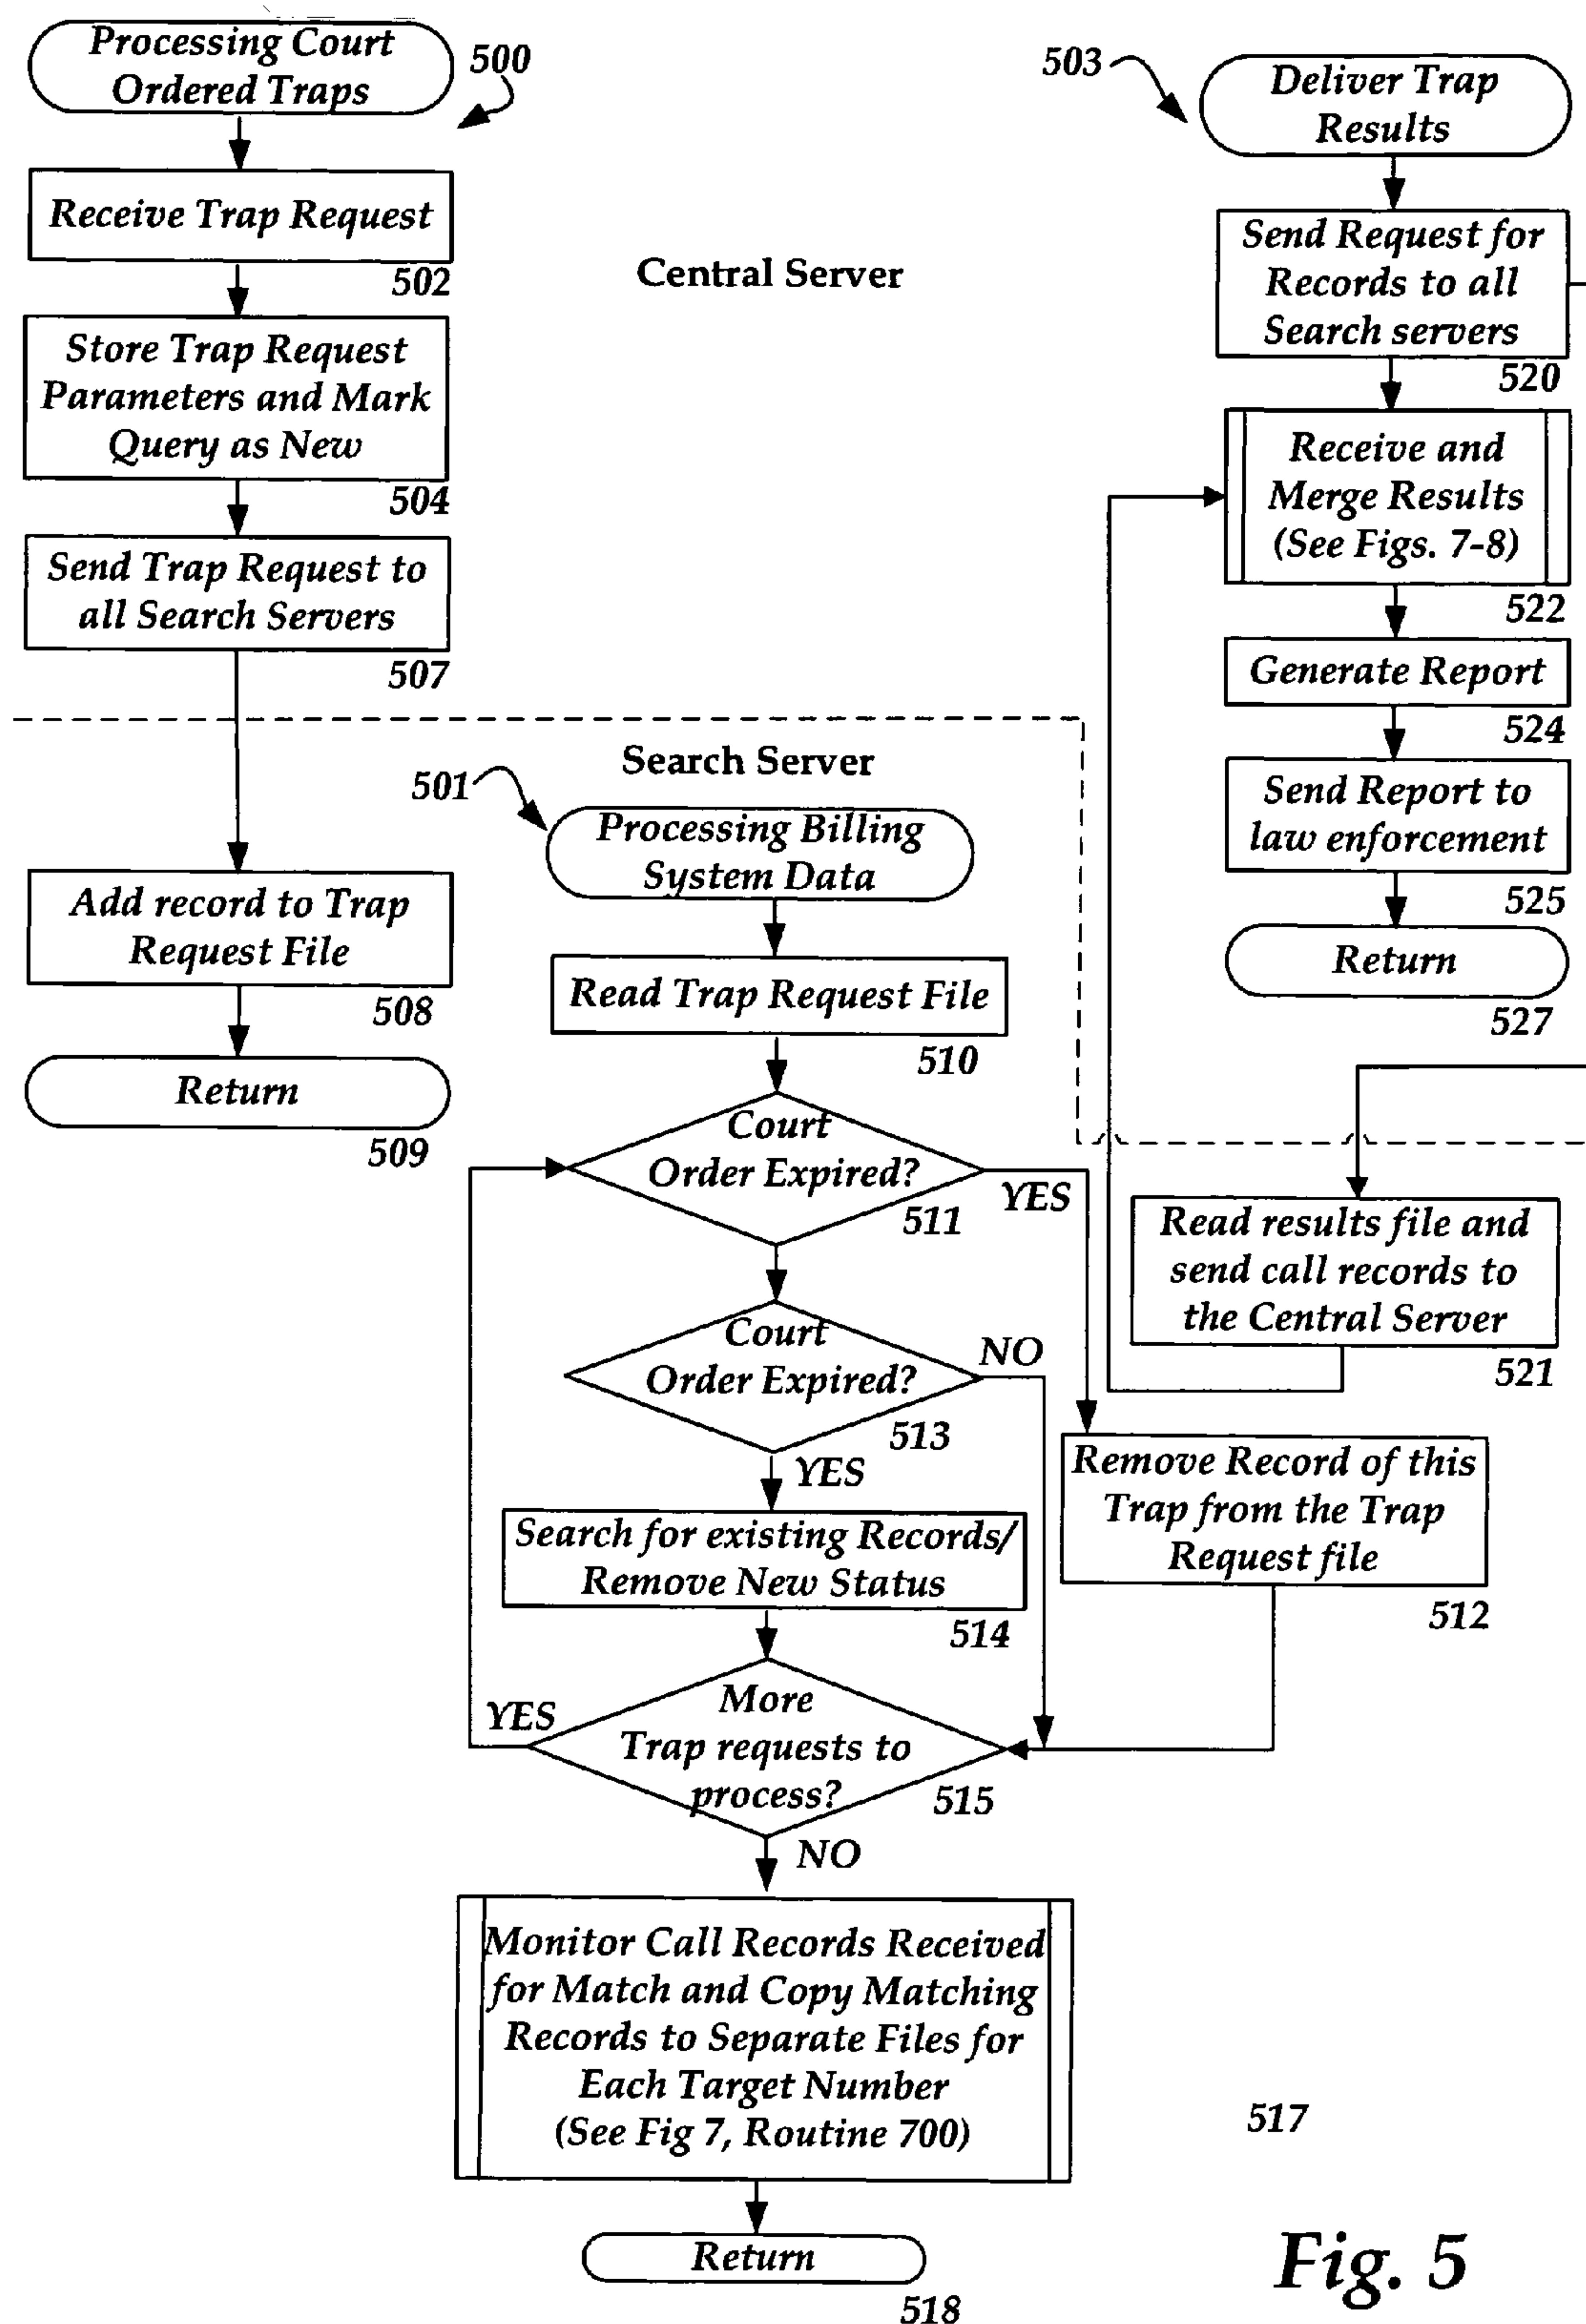 Processing Court
Ordered Traps
500
Receive Trap Request
502
Store Trap Request
Parameters and Mark
Query as New
504
Send Trap Request to
all Search Servers
507
Central Server
503
Deliver Trap
Results
Send Request for
Records to all
Search servers
520
Receive and
Merge Results
(See Figs. 7-8)
522
Generate Report
524
Send Report to
law enforcement
525
Return
527
Search Server
Add record to Trap
Request File
508
Return
509
501
Processing Billing
System Data
Read Trap Request File
510
Court
Order Expired?
511
YES
Court
Order Expired?
513
NO
YES
Search for existing Records/
Remove New Status
514
More
Trap requests to
process?
515
YES
NO
Read results file and
send call records to
the Central Server
521
Remove Record of this
Trap from the Trap
Request file
512
Monitor Call Records Received
for Match and Copy Matching
Records to Separate Files for
Each Target Number
(See Fig 7, Routine 700)
517
Return
518
Fig. 5